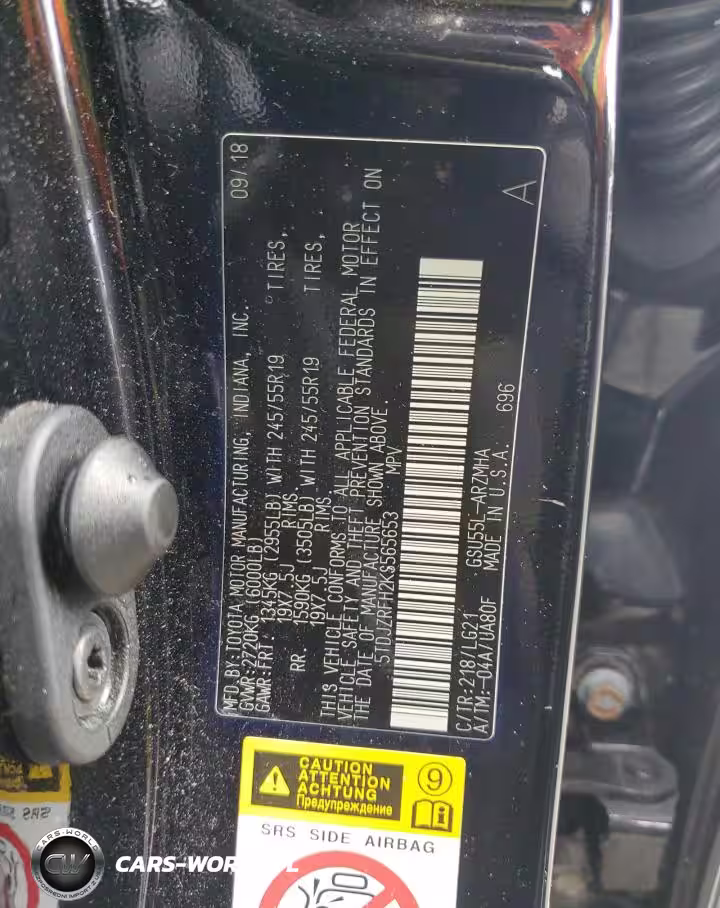 MFD.BY:TOYOTA MOTOR MANUFACTURING, INDIANA, INC. 09/18
GVWR:2720KG (6000LB)
GAWR:FRT. 1345KG (2955LB) WITH 245/55R19 TIRES,
19X7.5J RIMS,
RR. 1590KG (3505LB) WITH 245/55R19 TIRES,
19X7.5J RIMS.
THIS VEHICLE CONFORMS TO ALL APPLICABLE FEDERAL MOTOR
VEHICLE SAFETY AND THEFT PREVENTION STANDARDS IN EFFECT ON
THE DATE OF MANUFACTURE SHOWN ABOVE.
5TDJZRFH2KS565653 MPV
C/TR:218/LG21 GSU55L-ARZMHA 696
A/TM:-04A/UA80F MADE IN U.S.A. A
CAUTION
ATTENTION
ACHTUNG
Предупреждение
9
SRS SIDE AIRBAG
SRS
CARS-WORLD
CW
CARS-WOR L